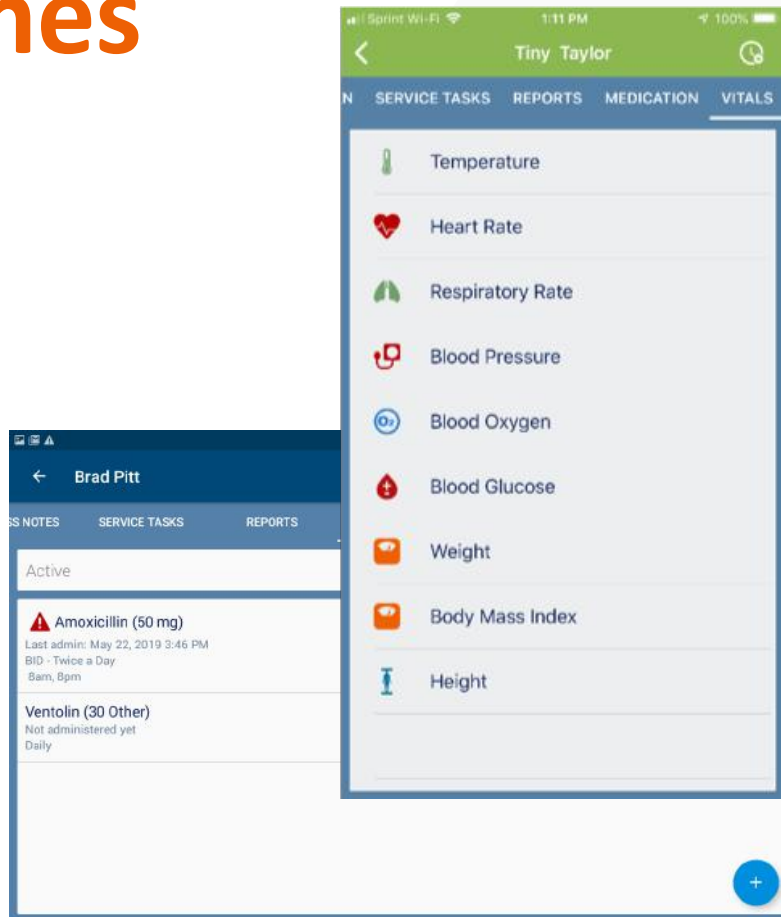 nes
Sprint Wi-Fi 1:11 PM 100%
Tiny Taylor
N SERVICE TASKS REPORTS MEDICATION VITALS
Temperature
Heart Rate
Respiratory Rate
Blood Pressure
O₂ Blood Oxygen
Blood Glucose
Weight
Body Mass Index
Height
Brad Pitt
SS NOTES SERVICE TASKS REPORTS
Active
Amoxicillin (50 mg)
Last admin: May 22, 2019 3:46 PM
BID - Twice a Day
8am, 8pm
Ventolin (30 Other)
Not administered yet
Daily